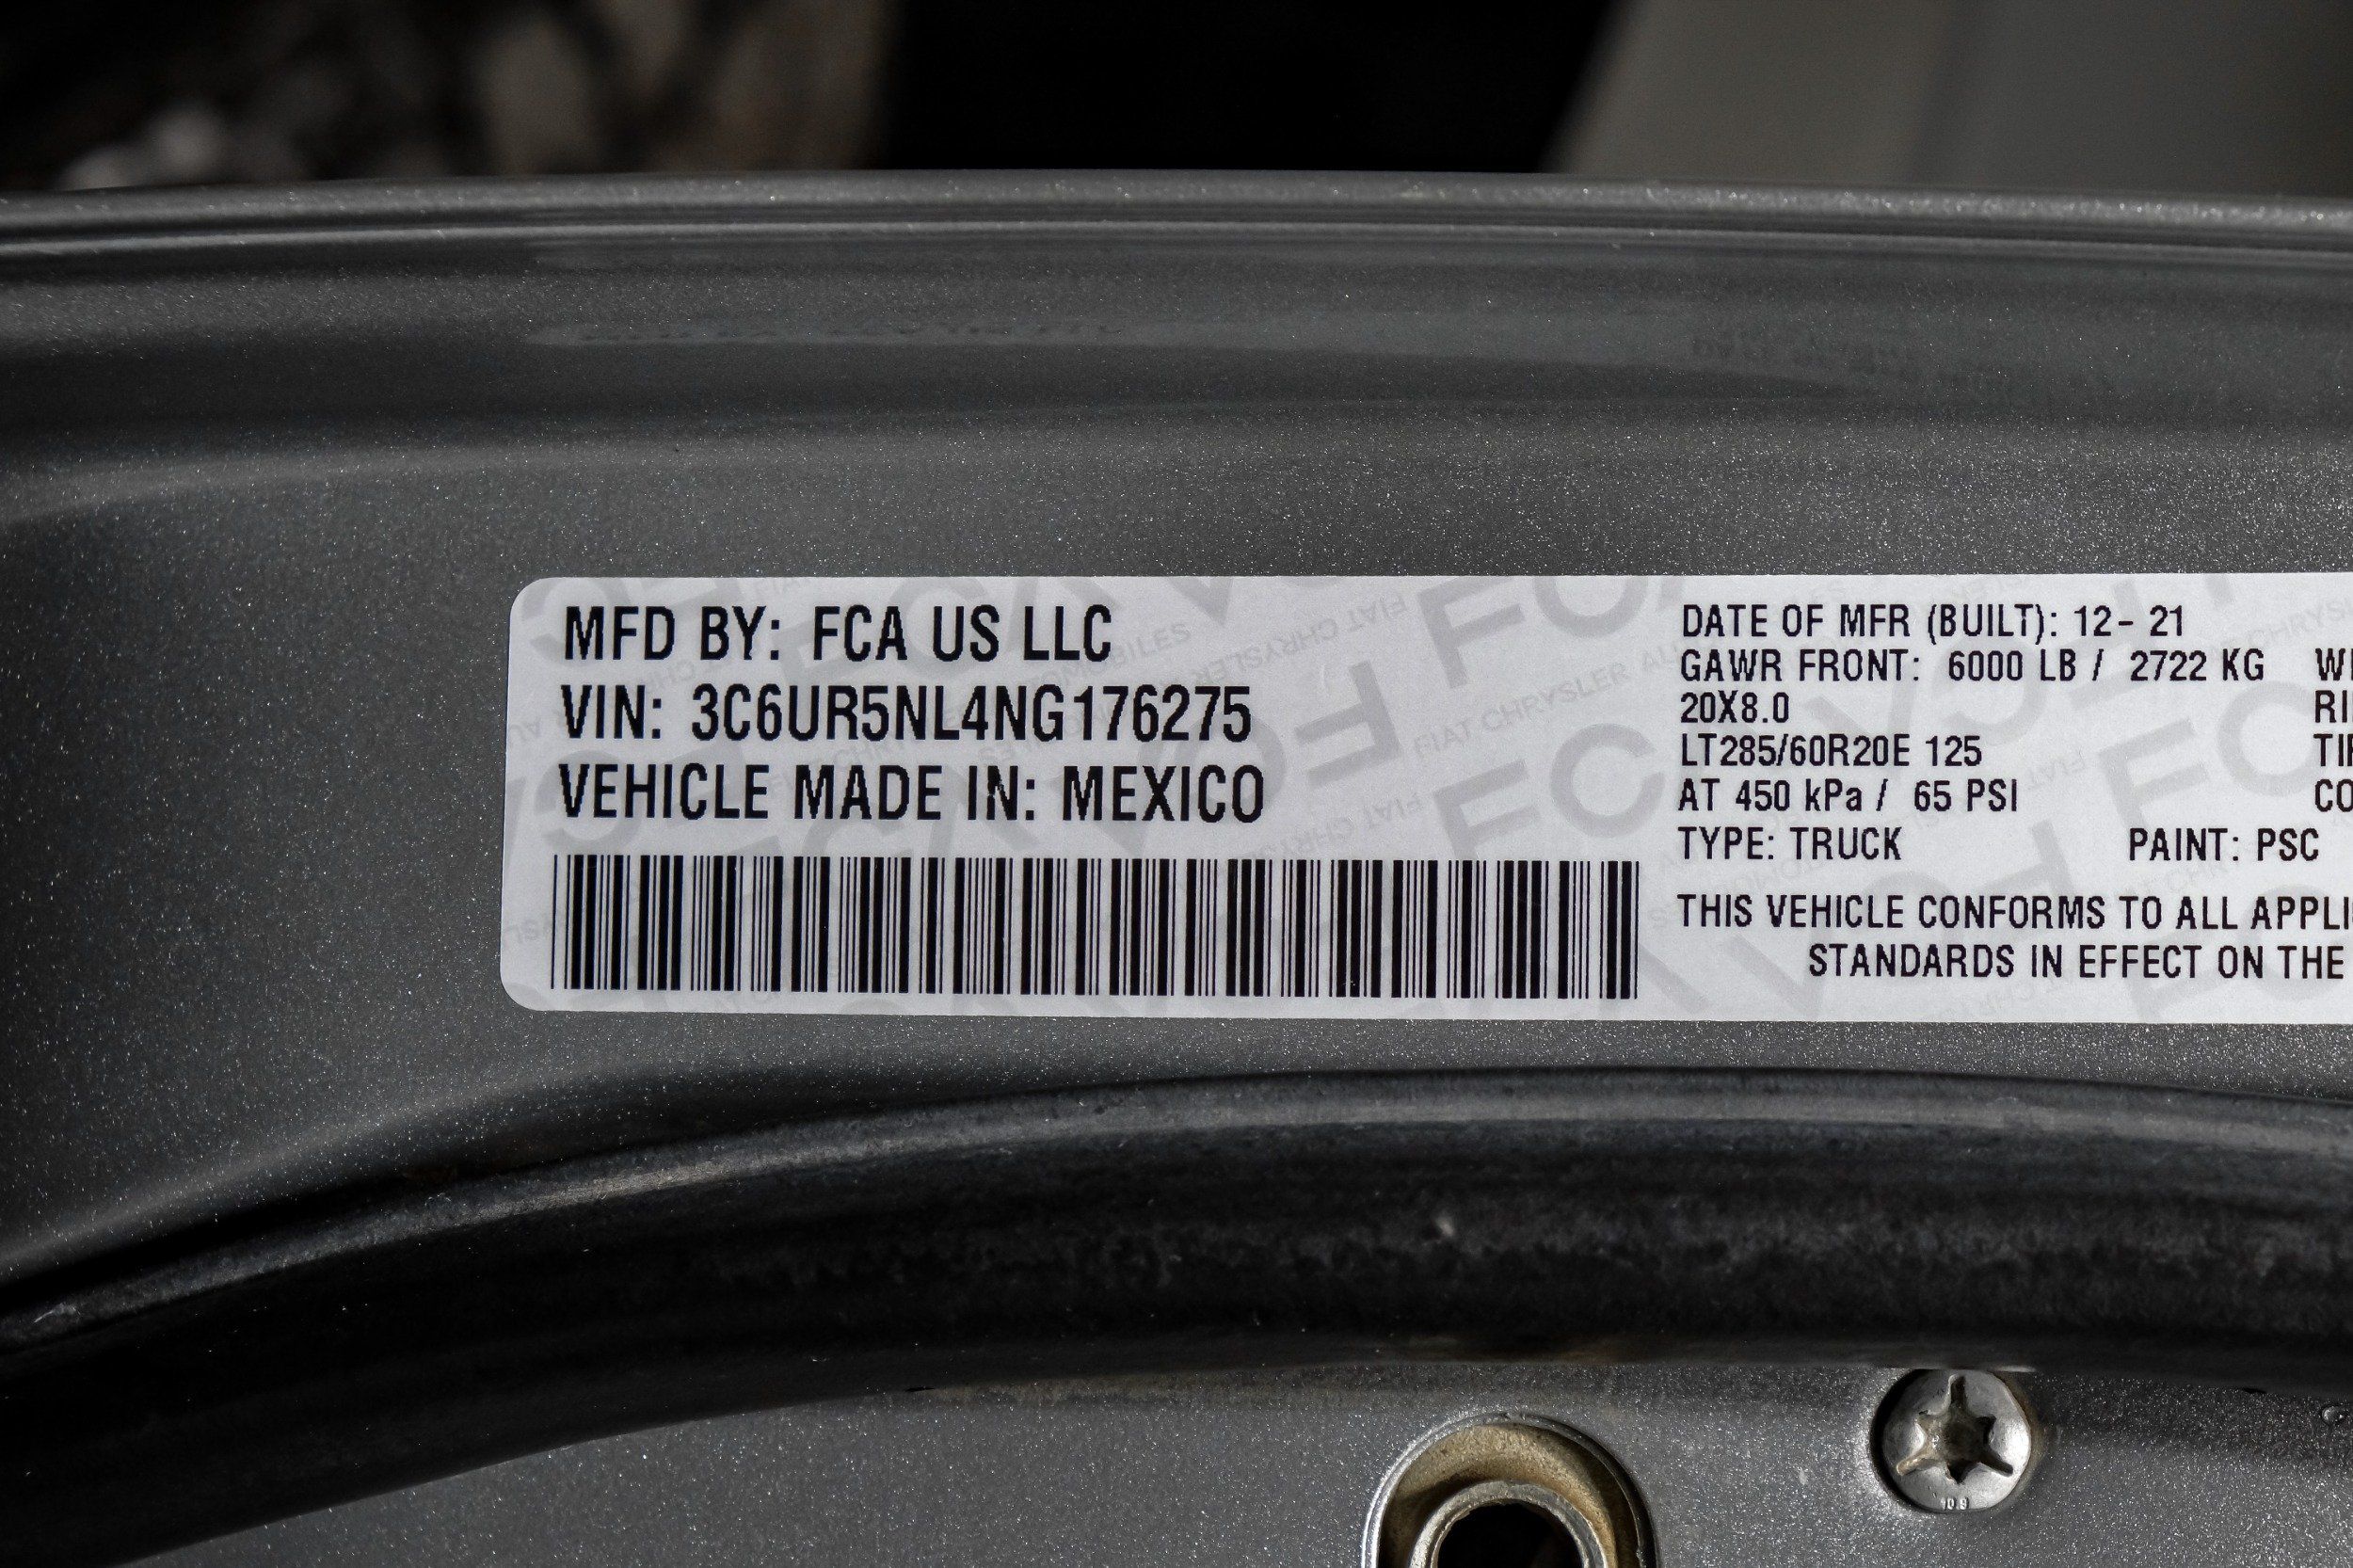 MFD BY: FCA US LLC
VIN: 3C6UR5NL4NG176275
VEHICLE MADE IN: MEXICO
DATE OF MFR (BUILT): 12- 21
GAWR FRONT: 6000 LB / 2722 KG
20X8.0
LT285/60R20E 125
AT 450 kPa / 65 PSI
TYPE: TRUCK PAINT: PSC
THIS VEHICLE CONFORMS TO ALL
STANDARDS IN EFFECT ON THE
10.9